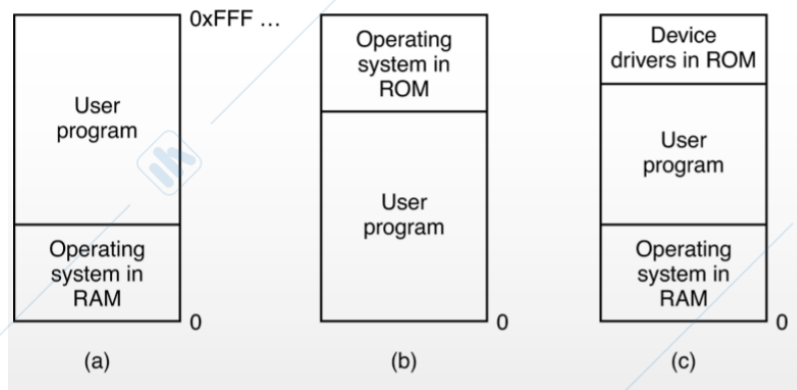 0xFFF ...
User
program
Operating
system in
RAM
0
(a)
Operating
system in
ROM
User
program
0
(b)
Device
drivers in ROM
User
program
Operating
system in
RAM
0
(c)